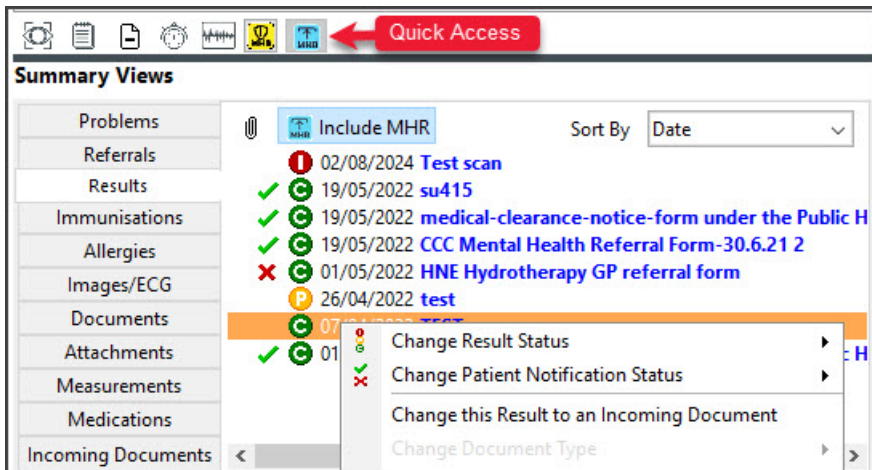 Quick Access
Summary Views
Problems
Referrals
Results
Immunisations
Allergies
Images/ECG
Documents
Attachments
Measurements
Medications
Incoming Documents
MHR Include MHR Sort By Date
I 02/08/2024 Test scan
C 19/05/2022 su415
C 19/05/2022 medical-clearance-notice-form under the Public H
C 19/05/2022 CCC Mental Health Referral Form-30.6.21 2
C 01/05/2022 HNE Hydrotherapy GP referral form
P 26/04/2022 test
C
C 01
Change Result Status
Change Patient Notification Status
Change this Result to an Incoming Document
Change Document Type